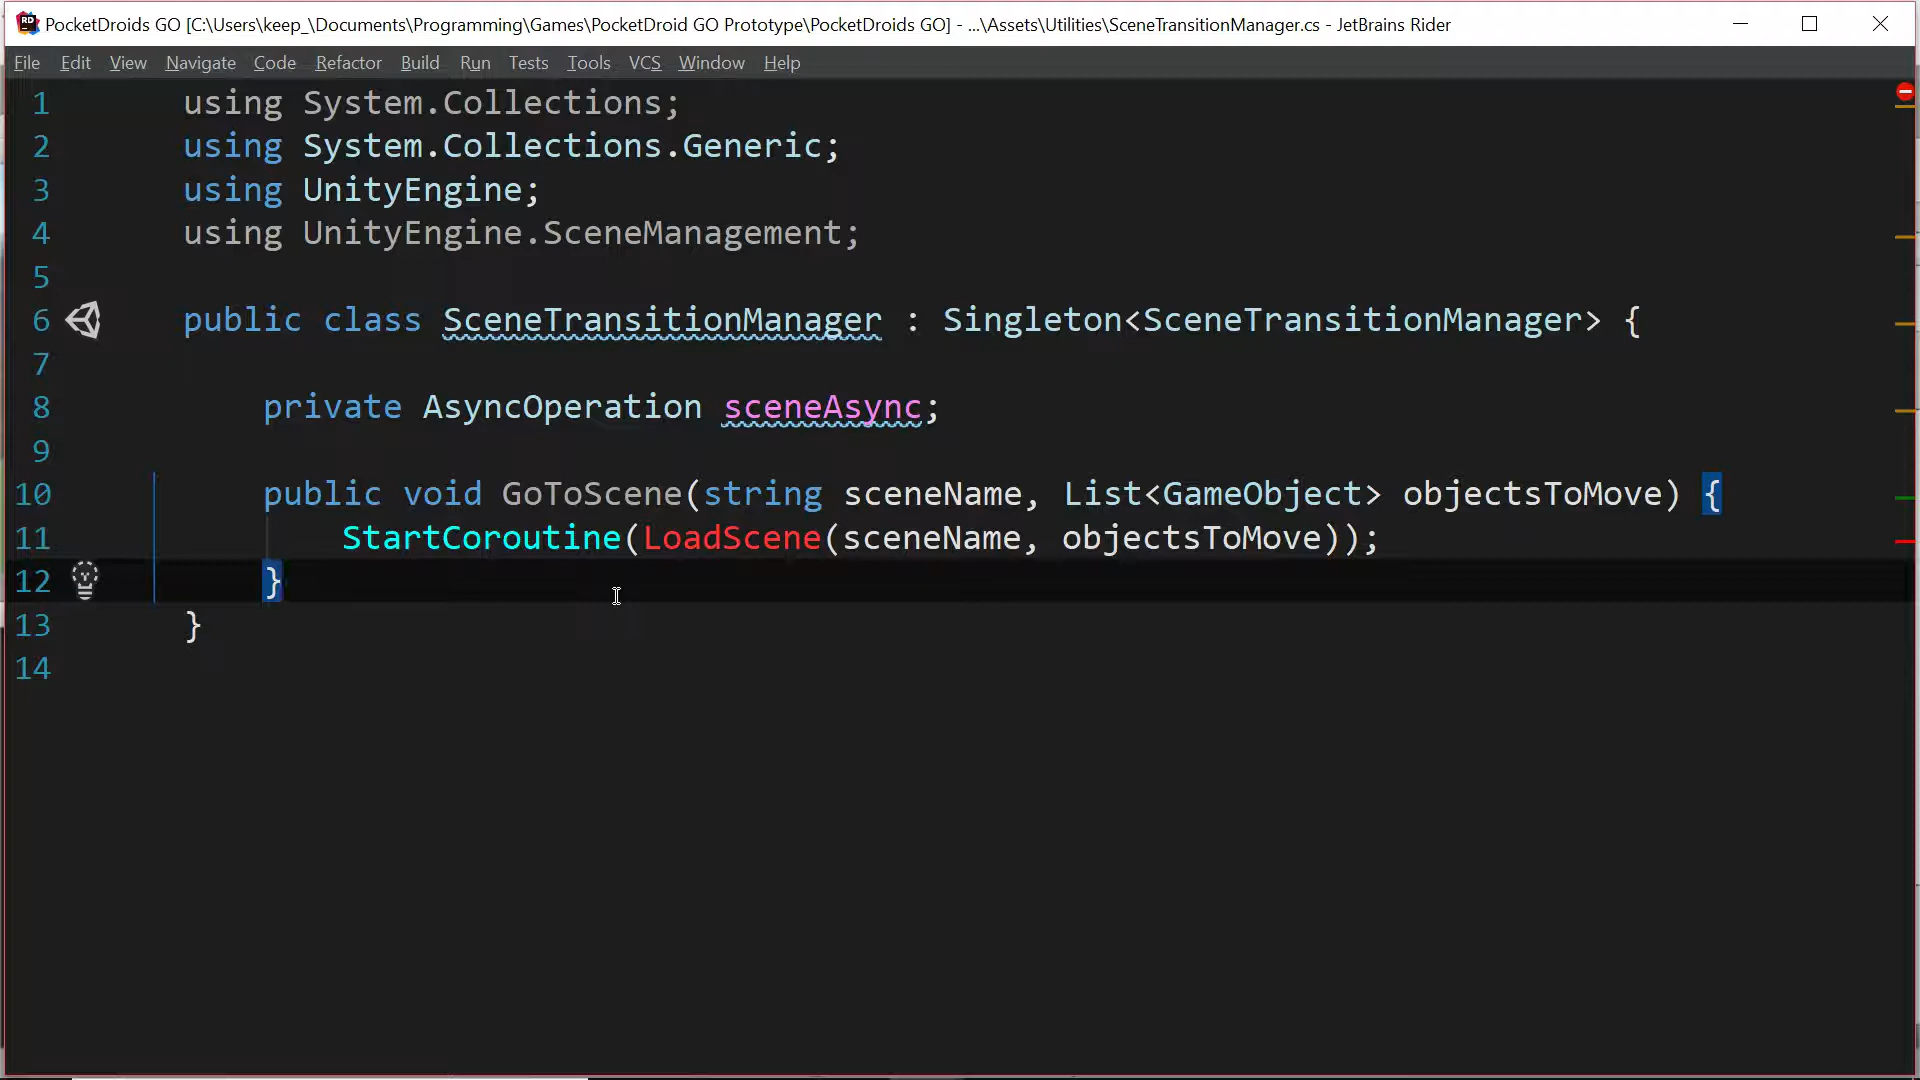 PocketDroids GO [C:\Users\keep_\Documents\Programming\Games\PocketDroid GO Prototype\PocketDroids GO] - ...\Assets\Utilities\SceneTransitionManager.cs - JetBrains Rider
File Edit View Navigate Code Refactor Build Run Tests Tools VCS Window Help
1 using System.Collections;
2 using System.Collections.Generic;
3 using UnityEngine;
4 using UnityEngine.SceneManagement;
5
6 public class SceneTransitionManager : Singleton<SceneTransitionManager> {
7
8 private AsyncOperation sceneAsync;
9
10 public void GoToScene(string sceneName, List<GameObject> objectsToMove) {
11 StartCoroutine(LoadScene(sceneName, objectsToMove));
12 }
13 }
14